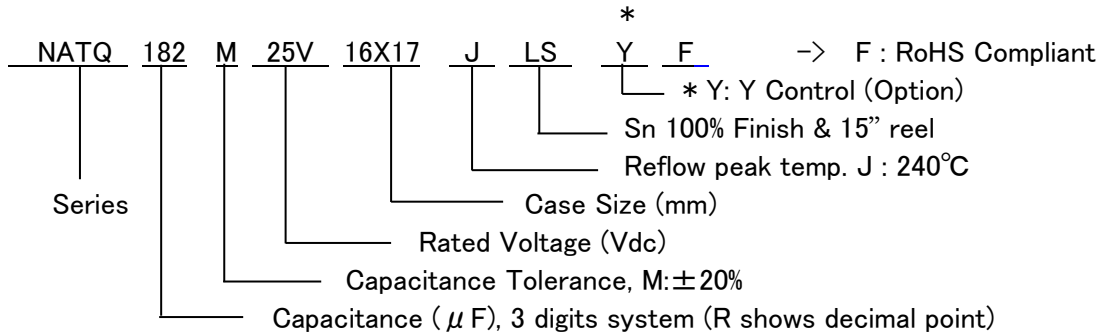 *
NATQ 182 M 25V 16X17 J LS Y F -> F : RoHS Compliant
* Y: Y Control (Option)
Sn 100% Finish & 15” reel
Reflow peak temp. J : 240℃
Series Case Size (mm)
Rated Voltage (Vdc)
Capacitance Tolerance, M:±20%
Capacitance (μF), 3 digits system (R shows decimal point)